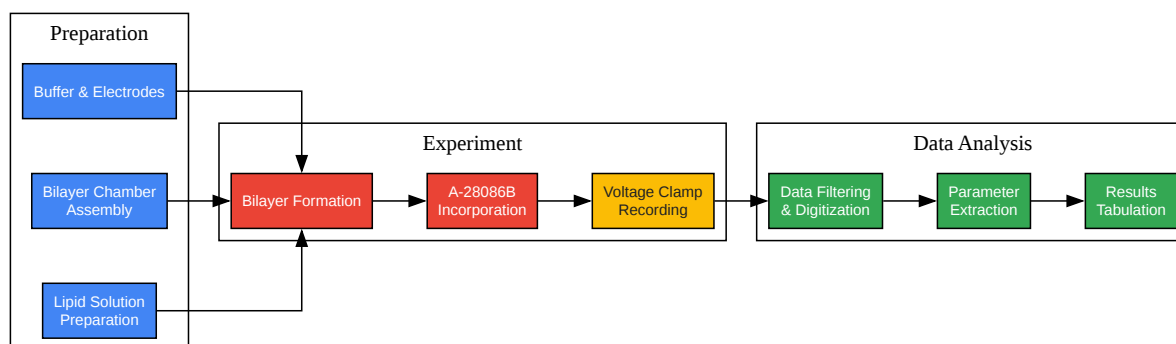 Preparation
Buffer & Electrodes
Bilayer Chamber
Assembly
Lipid Solution
Preparation
Experiment
Bilayer Formation
A-28086B
Incorporation
Voltage Clamp
Recording
Data Analysis
Data Filtering
& Digitization
Parameter
Extraction
Results
Tabulation